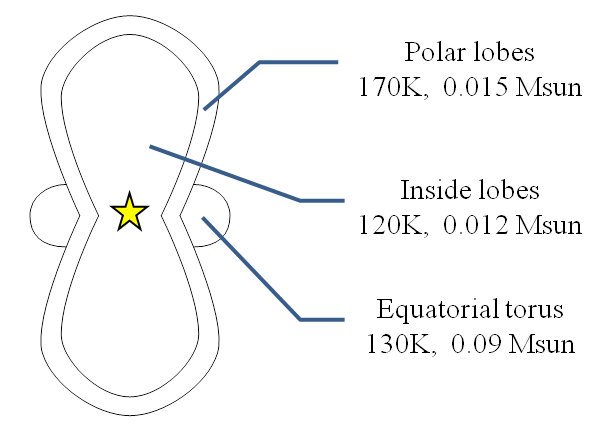 Polar lobes
170K, 0.015 Msun
Inside lobes
120K, 0.012 Msun
Equatorial torus
130K, 0.09 Msun